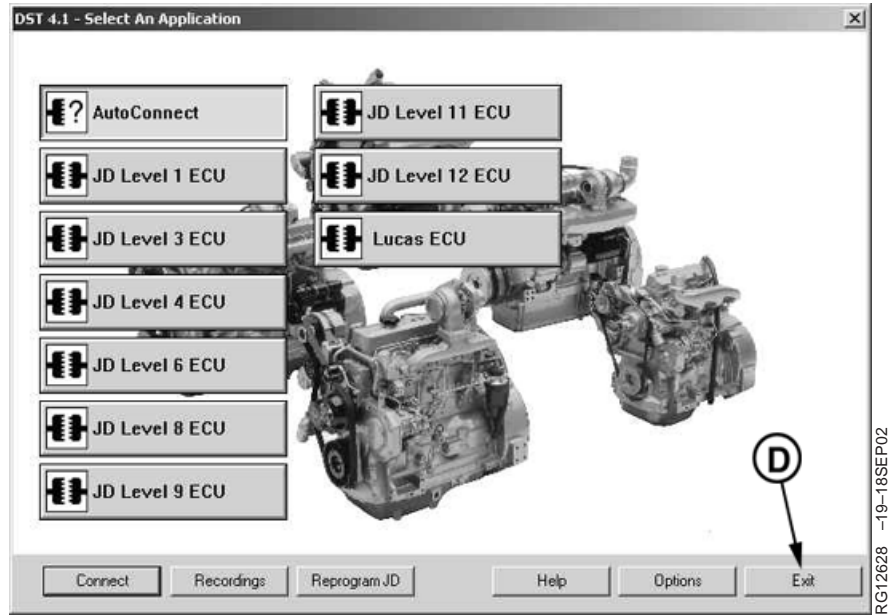 DST 4.1 - Select An Application
AutoConnect
JD Level 1 ECU
JD Level 3 ECU
JD Level 4 ECU
JD Level 6 ECU
JD Level 8 ECU
JD Level 9 ECU
JD Level 11 ECU
JD Level 12 ECU
Lucas ECU
D
Connect
Recordings
Reprogram JD
Help
Options
Exit
RG12628 –19–18SEP02